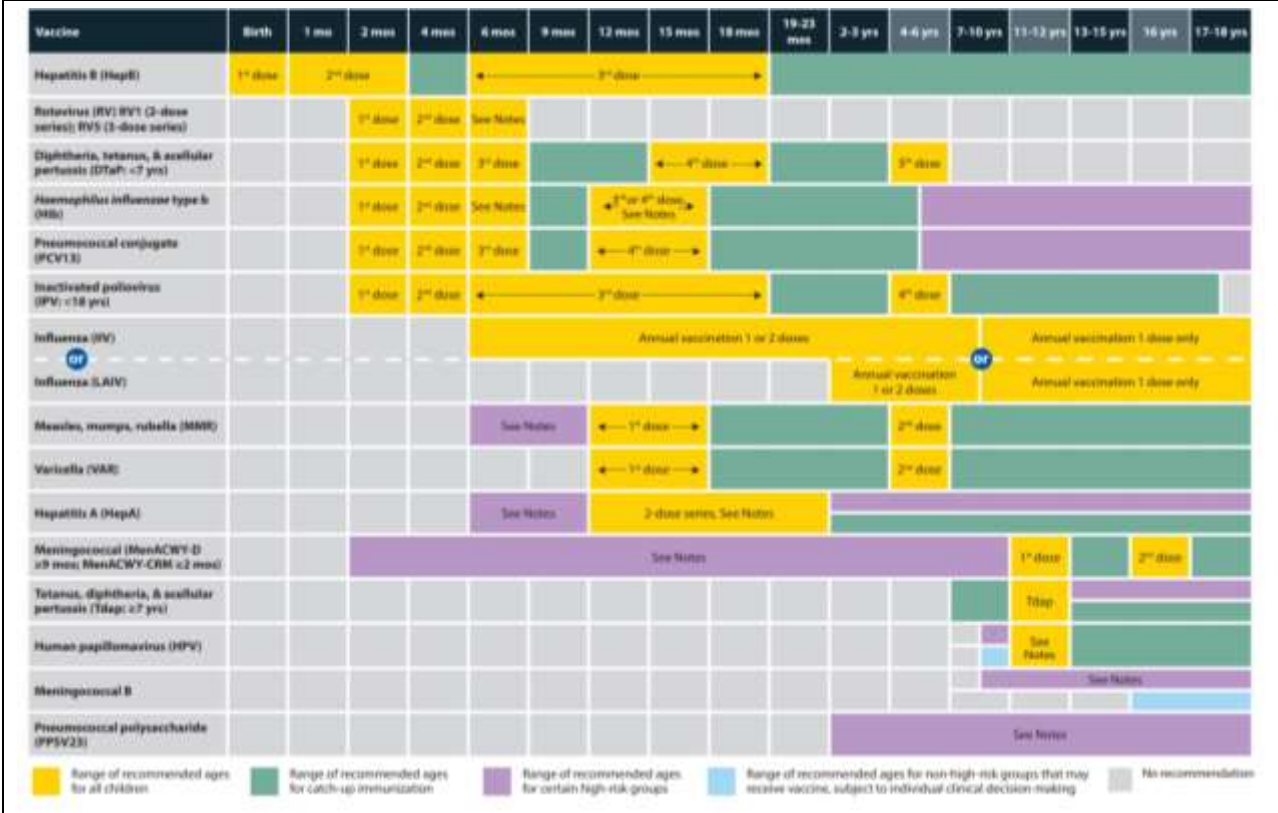 Vaccine Birth 1 mo 2 mos 4 mos 6 mos 9 mos 12 mos 15 mos 18 mos 19-23 mos 2-3 yrs 4-6 yrs 7-10 yrs 11-12 yrs 13-15 yrs 16 yrs 17-18 yrs
Hepatitis B (HepB) 1st dose 2nd dose 3rd dose
Rotavirus (RV) RV1 (2-dose
series); RV5 (3-dose series) 1st dose 2nd dose See Notes
Diphtheria, tetanus, & acellular
pertussis (DTaP: <7 yrs) 1st dose 2nd dose 3rd dose 4th dose 5th dose
Haemophilus influenzae type b
(Hib) 1st dose 2nd dose See Notes 3rd or 4th dose,
See Notes
Pneumococcal conjugate
(PCV13) 1st dose 2nd dose 3rd dose 4th dose
Inactivated poliovirus
(IPV: <18 yrs) 1st dose 2nd dose 3rd dose 4th dose
Influenza (IIV) Annual vaccination 1 or 2 doses Annual vaccination 1 dose only
or or
Influenza (LAIV) Annual vaccination
1 or 2 doses Annual vaccination 1 dose only
Measles, mumps, rubella (MMR) See Notes 1st dose 2nd dose
Varicella (VAR) 1st dose 2nd dose
Hepatitis A (HepA) See Notes 2-dose series, See Notes
Meningococcal (MenACWY-D
≥9 mos; MenACWY-CRM ≥2 mos) See Notes 1st dose 2nd dose
Tetanus, diphtheria, & acellular
pertussis (Tdap: ≥7 yrs) Tdap
Human papillomavirus (HPV) See
Notes
Meningococcal B See Notes
Pneumococcal polysaccharide
(PPSV23) See Notes
Range of recommended ages
for all children
Range of recommended ages
for catch-up immunization
Range of recommended ages
for certain high-risk groups
Range of recommended ages for non-high-risk groups that may
receive vaccine, subject to individual clinical decision-making
No recommendation